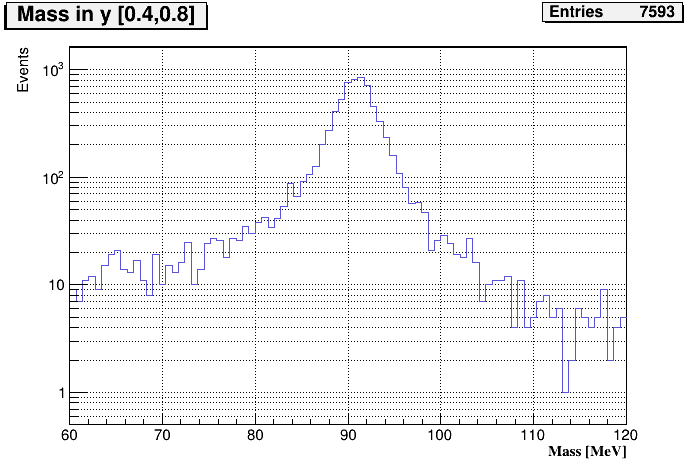 Mass in y [0.4,0.8]
Entries 7593
Events
10³
10²
10
1
60 70 80 90 100 110 120
Mass [MeV]